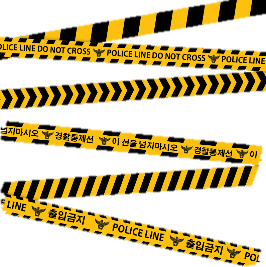 POLICE LINE DO NOT CROSS POLICE LINE DO NOT CROSS POLICE LINE
넘지마시오 경찰통제선 이 선을 넘지마시오 경찰통제선 이
LINE 출입금지 POLICE LINE 출입금지 POL